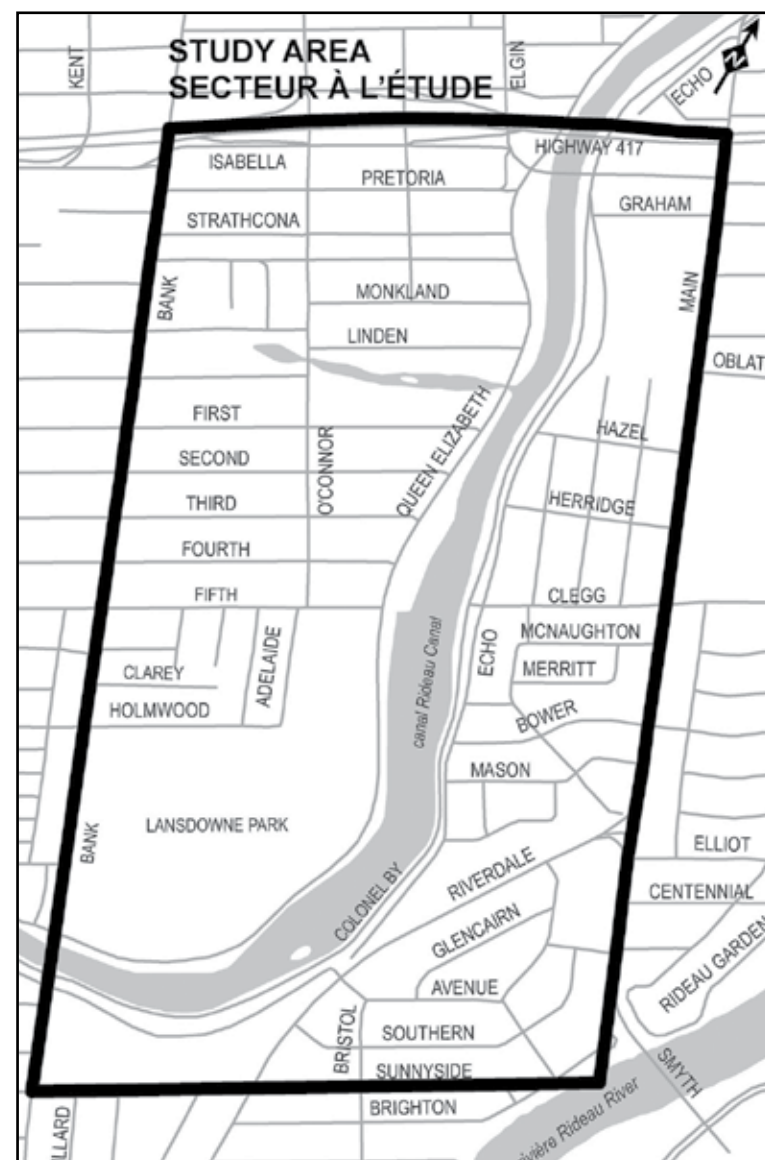 STUDY AREA
SECTEUR À L'ÉTUDE
KENT
ELGIN
ECHO
N
HIGHWAY 417
ISABELLA
PRETORIA
GRAHAM
STRATHCONA
BANK
MONKLAND
MAIN
LINDEN
OBLAT
QUEEN ELIZABETH
FIRST
O'CONNOR
HAZEL
SECOND
THIRD
HERRIDGE
FOURTH
FIFTH
CLEGG
MCNAUGHTON
ADELAIDE
canal Rideau Canal
ECHO
MERRITT
CLAREY
HOLMWOOD
BOWER
MASON
LANSDOWNE PARK
BANK
ELLIOT
COLONEL BY
RIVERDALE
CENTENNIAL
GLENCAIRN
RIDEAU GARDEN
AVENUE
BRISTOL
SOUTHERN
SMYTH
SUNNYSIDE
BRIGHTON
LLARD
ivière Rideau River